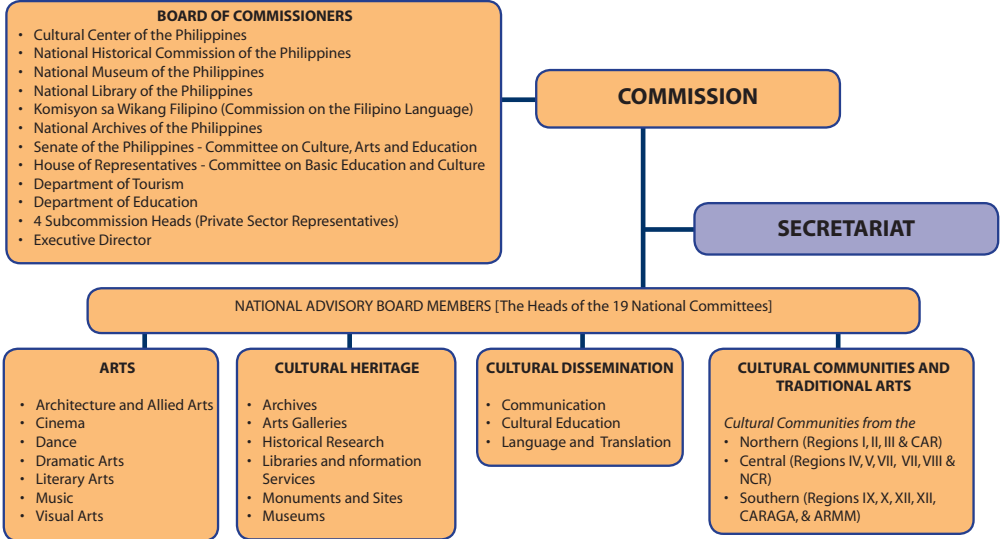 BOARD OF COMMISSIONERS
• Cultural Center of the Philippines
• National Historical Commission of the Philippines
• National Museum of the Philippines
• National Library of the Philippines
• Komisyon sa Wikang Filipino (Commission on the Filipino Language)
• National Archives of the Philippines
• Senate of the Philippines - Committee on Culture, Arts and Education
• House of Representatives - Committee on Basic Education and Culture
• Department of Tourism
• Department of Education
• 4 Subcommission Heads (Private Sector Representatives)
• Executive Director
COMMISSION
SECRETARIAT
NATIONAL ADVISORY BOARD MEMBERS [The Heads of the 19 National Committees]
ARTS
• Architecture and Allied Arts
• Cinema
• Dance
• Dramatic Arts
• Literary Arts
• Music
• Visual Arts
CULTURAL HERITAGE
• Archives
• Arts Galleries
• Historical Research
• Libraries and nformation
Services
• Monuments and Sites
• Museums
CULTURAL DISSEMINATION
• Communication
• Cultural Education
• Language and Translation
CULTURAL COMMUNITIES AND
TRADITIONAL ARTS
Cultural Communities from the
• Northern (Regions I, II, III & CAR)
• Central (Regions IV, V, VII, VII, VIII &
NCR)
• Southern (Regions IX, X, XII, XII,
CARAGA, & ARMM)